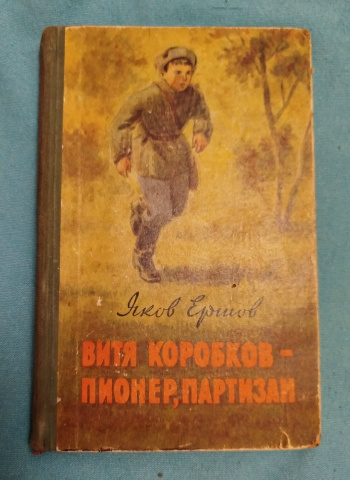 Яков Ершов
ВИТЯ КОРОБКОВ –
ПИОНЕР, ПАРТИЗАН